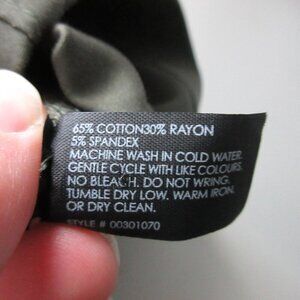 65% COTTON30% RAYON
5% SPANDEX
MACHINE WASH IN COLD WATER.
GENTLE CYCLE WITH LIKE COLOURS.
NO BLEACH. DO NOT WRING.
TUMBLE DRY LOW. WARM IRON.
OR DRY CLEAN.
STYLE # 00301070